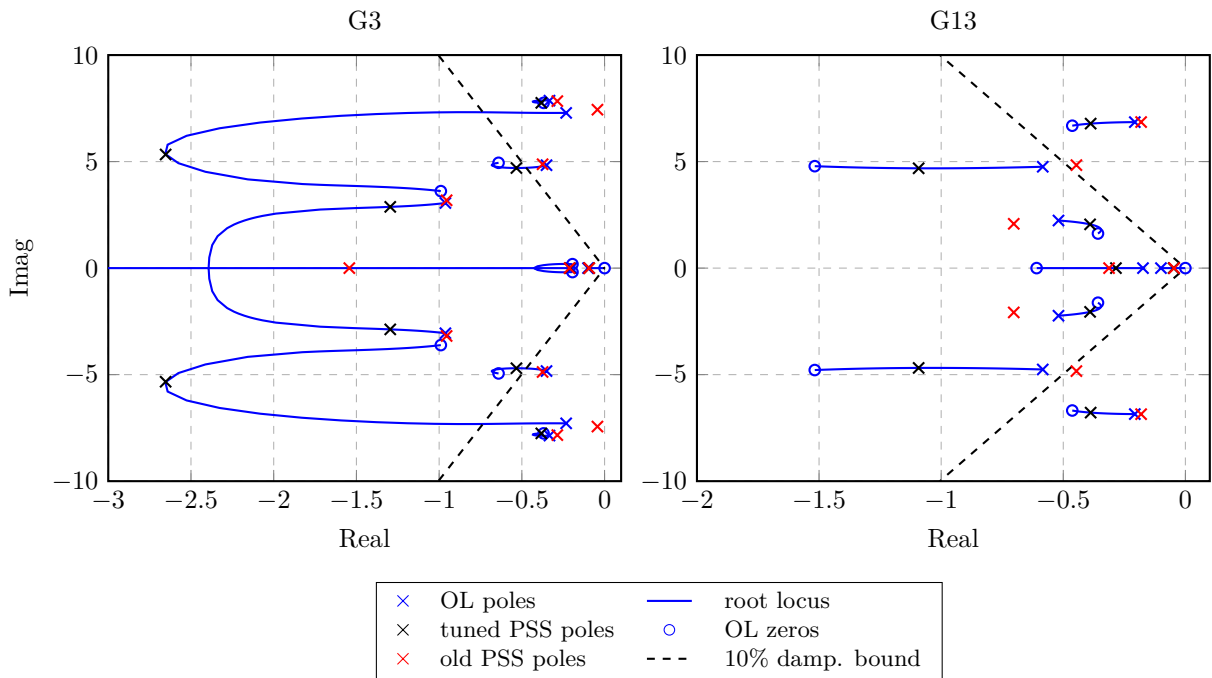 G3
G13
10
5
0
−5
−10
Imag
−3
−2.5
−2
−1.5
−1
−0.5
0
Real
10
5
0
−5
−10
−2
−1.5
−1
−0.5
0
Real
OL poles
root locus
tuned PSS poles
OL zeros
old PSS poles
10% damp. bound